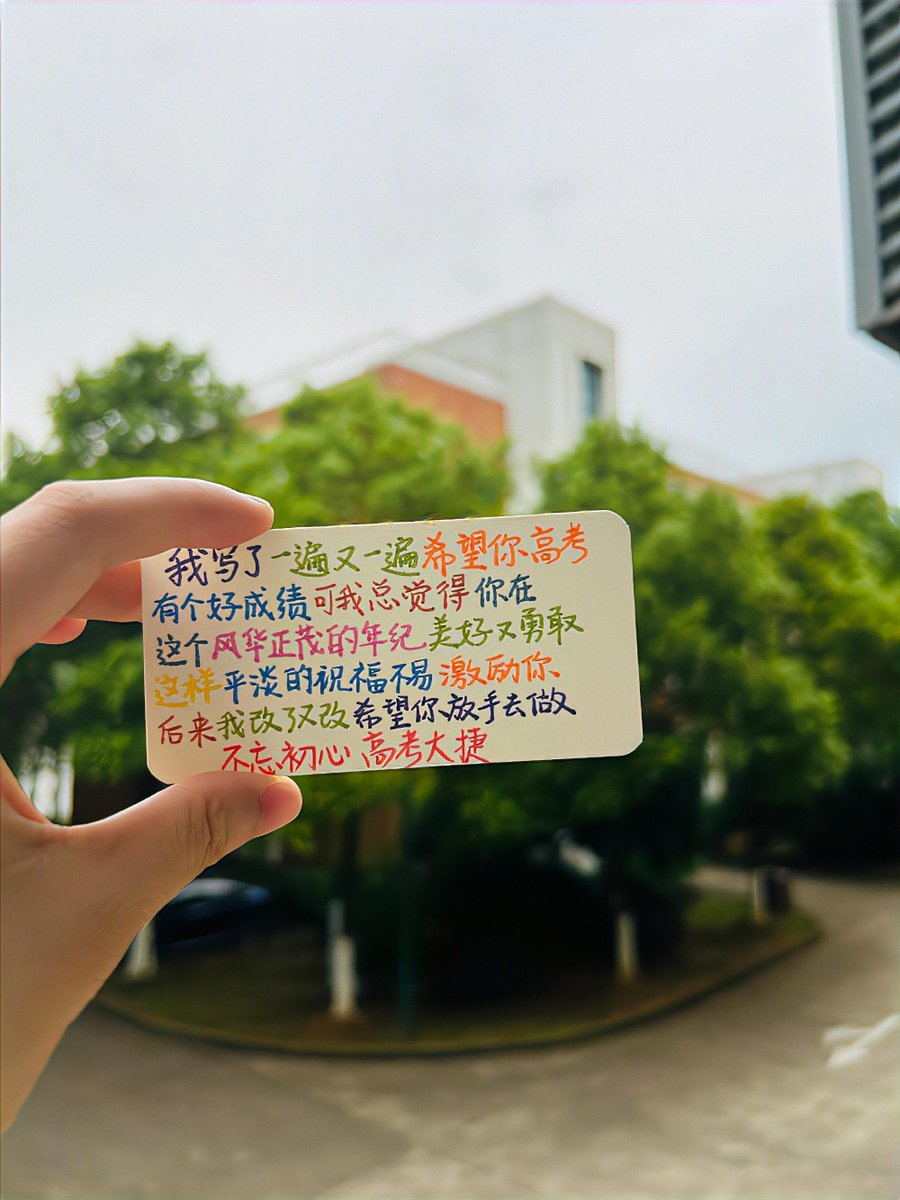 我写了一遍又一遍希望你高考
有个好成绩可我总觉得你在
这个风华正茂的年纪美好又勇敢
这样平淡的祝福不易激励你
后来我改了又改希望你放手去做
不忘初心 高考大捷